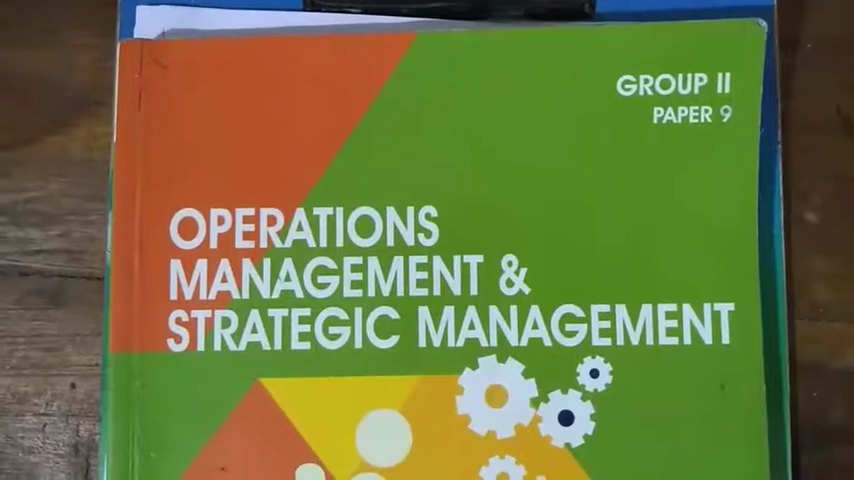 GROUP II
PAPER 9
OPERATIONS
MANAGEMENT &
STRATEGIC MANAGEMENT